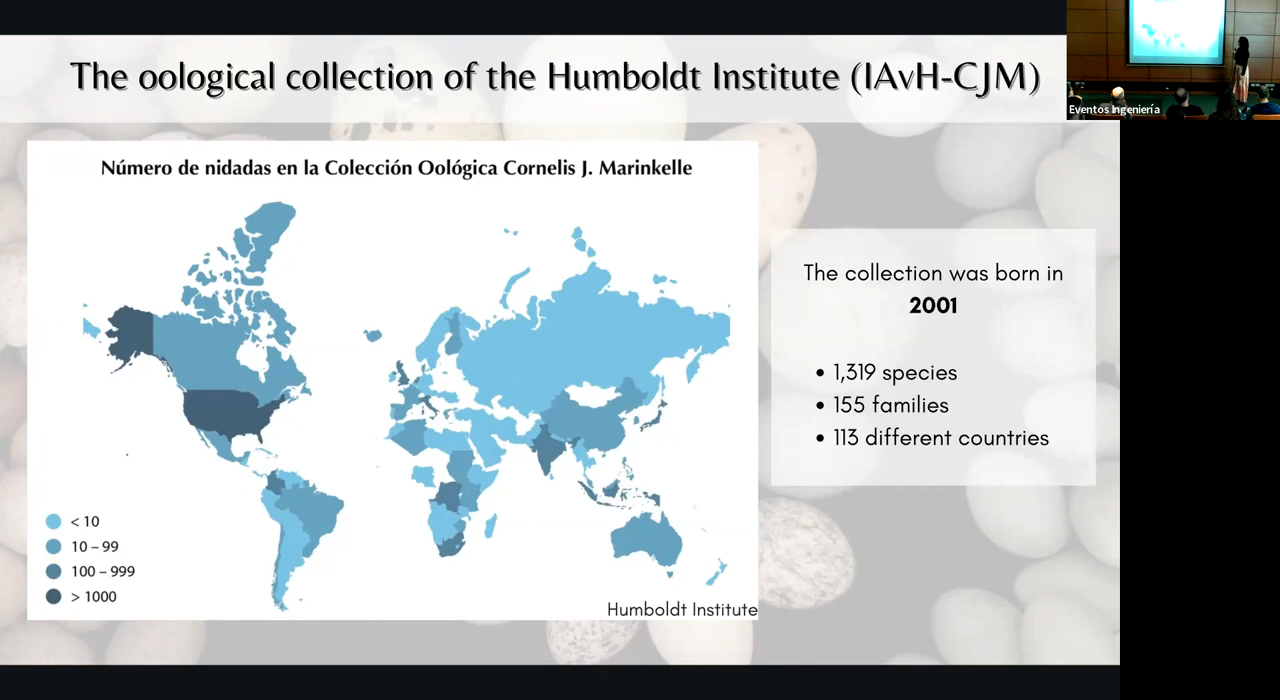 The oological collection of the Humboldt Institute (IAvH-CJM)
Eventos Ingeniería
Número de nidadas en la Colección Oológica Cornelis J. Marinkelle
< 10
10 – 99
100 – 999
> 1000
Humboldt Institute
The collection was born in
2001
• 1,319 species
• 155 families
• 113 different countries